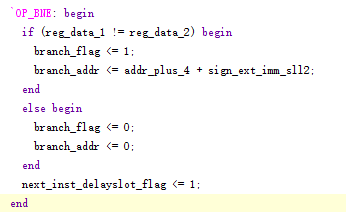 `OP_BNE: begin
if (reg_data_1 != reg_data_2) begin
branch_flag <= 1;
branch_addr <= addr_plus_4 + sign_ext_imm_sll2;
end
else begin
branch_flag <= 0;
branch_addr <= 0;
end
next_inst_delayslot_flag <= 1;
end